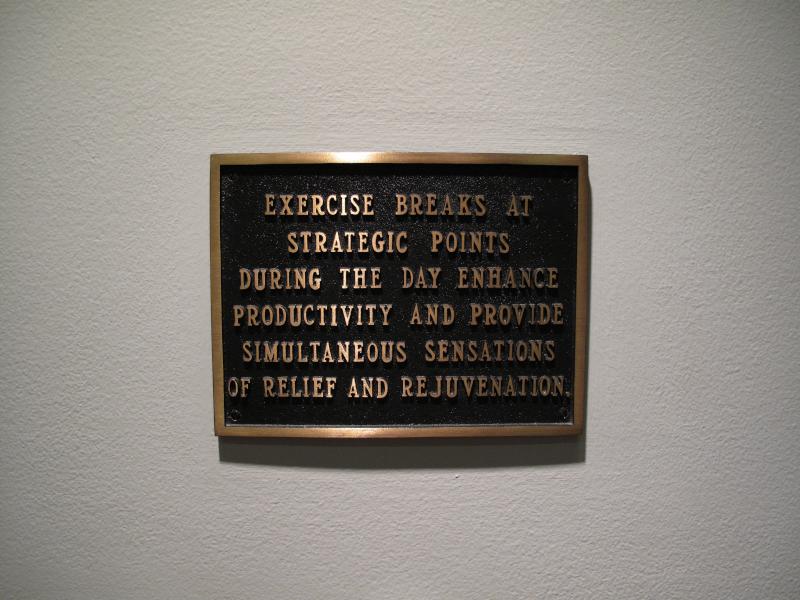 EXERCISE BREAKS AT
STRATEGIC POINTS
DURING THE DAY ENHANCE
PRODUCTIVITY AND PROVIDE
SIMULTANEOUS SENSATIONS
OF RELIEF AND REJUVENATION.